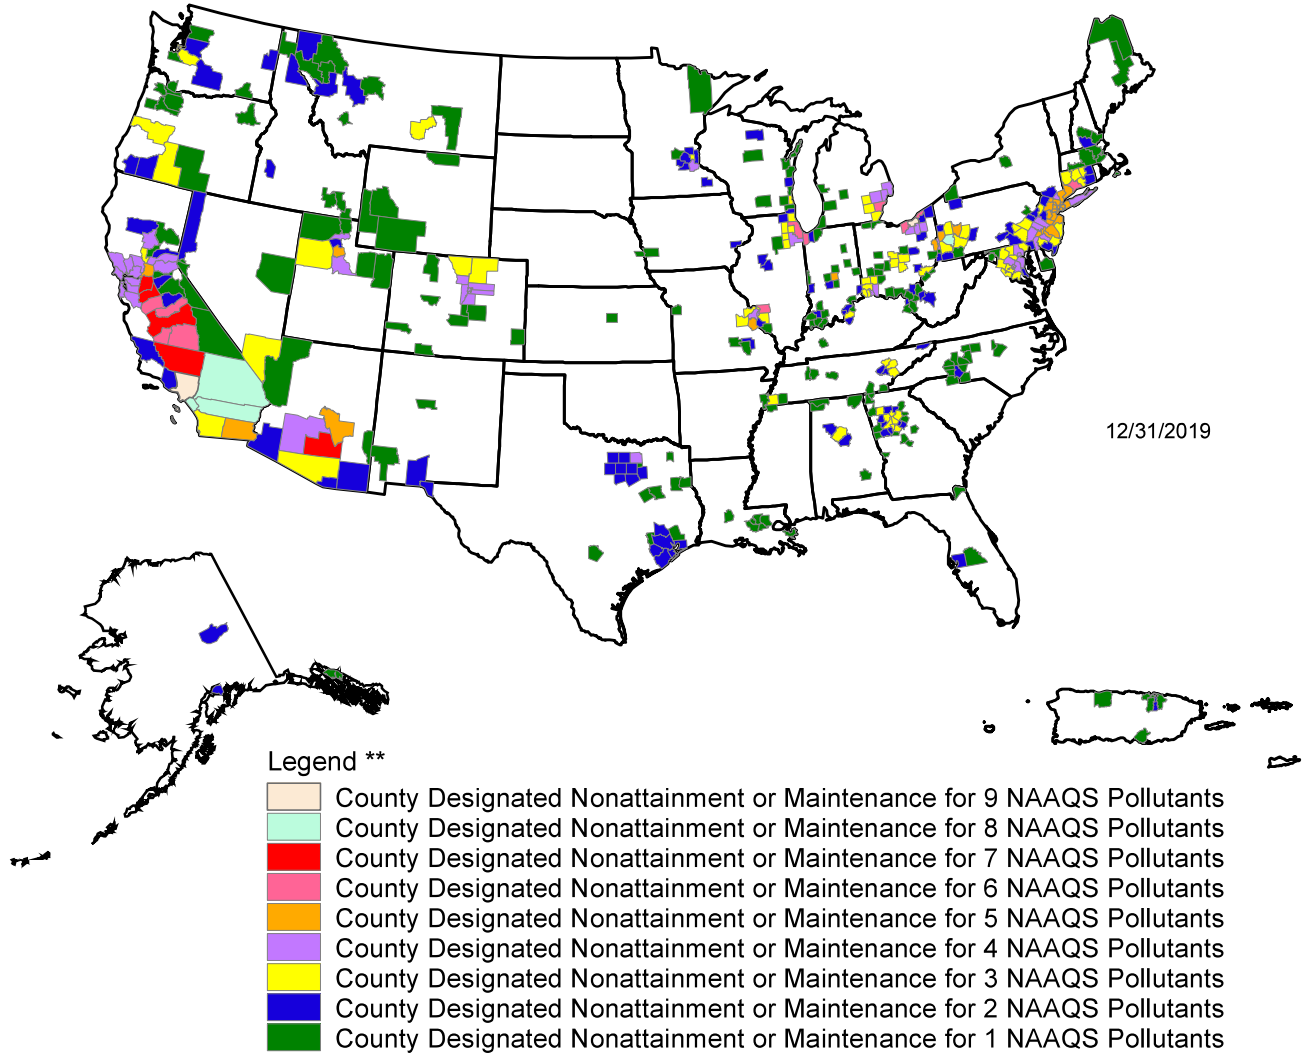 12/31/2019
Legend **
County Designated Nonattainment or Maintenance for 9 NAAQS Pollutants
County Designated Nonattainment or Maintenance for 8 NAAQS Pollutants
County Designated Nonattainment or Maintenance for 7 NAAQS Pollutants
County Designated Nonattainment or Maintenance for 6 NAAQS Pollutants
County Designated Nonattainment or Maintenance for 5 NAAQS Pollutants
County Designated Nonattainment or Maintenance for 4 NAAQS Pollutants
County Designated Nonattainment or Maintenance for 3 NAAQS Pollutants
County Designated Nonattainment or Maintenance for 2 NAAQS Pollutants
County Designated Nonattainment or Maintenance for 1 NAAQS Pollutants